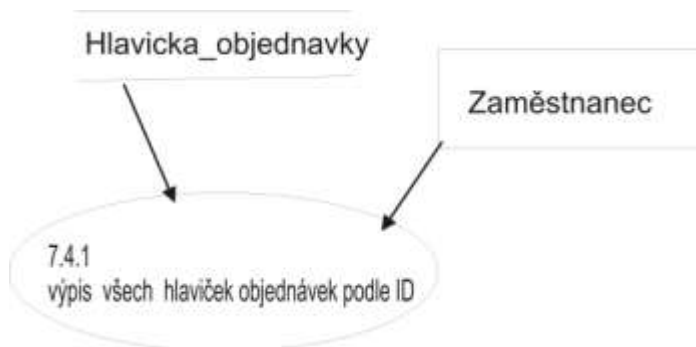 Hlavicka_objednavky
Zaměstnanec
7.4.1
výpis všech hlaviček objednávek podle ID